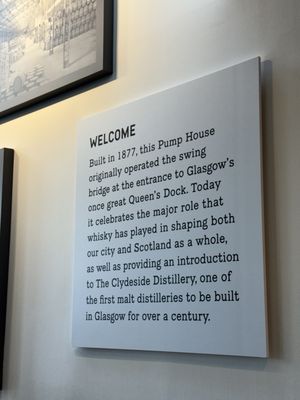 WELCOME
Built in 1877, this Pump House
originally operated the swing
bridge at the entrance to Glasgow's
once great Queen's Dock. Today
it celebrates the major role that
whisky has played in shaping both
our city and Scotland as a whole,
as well as providing an introduction
to The Clydeside Distillery, one of
the first malt distilleries to be built
in Glasgow for over a century.